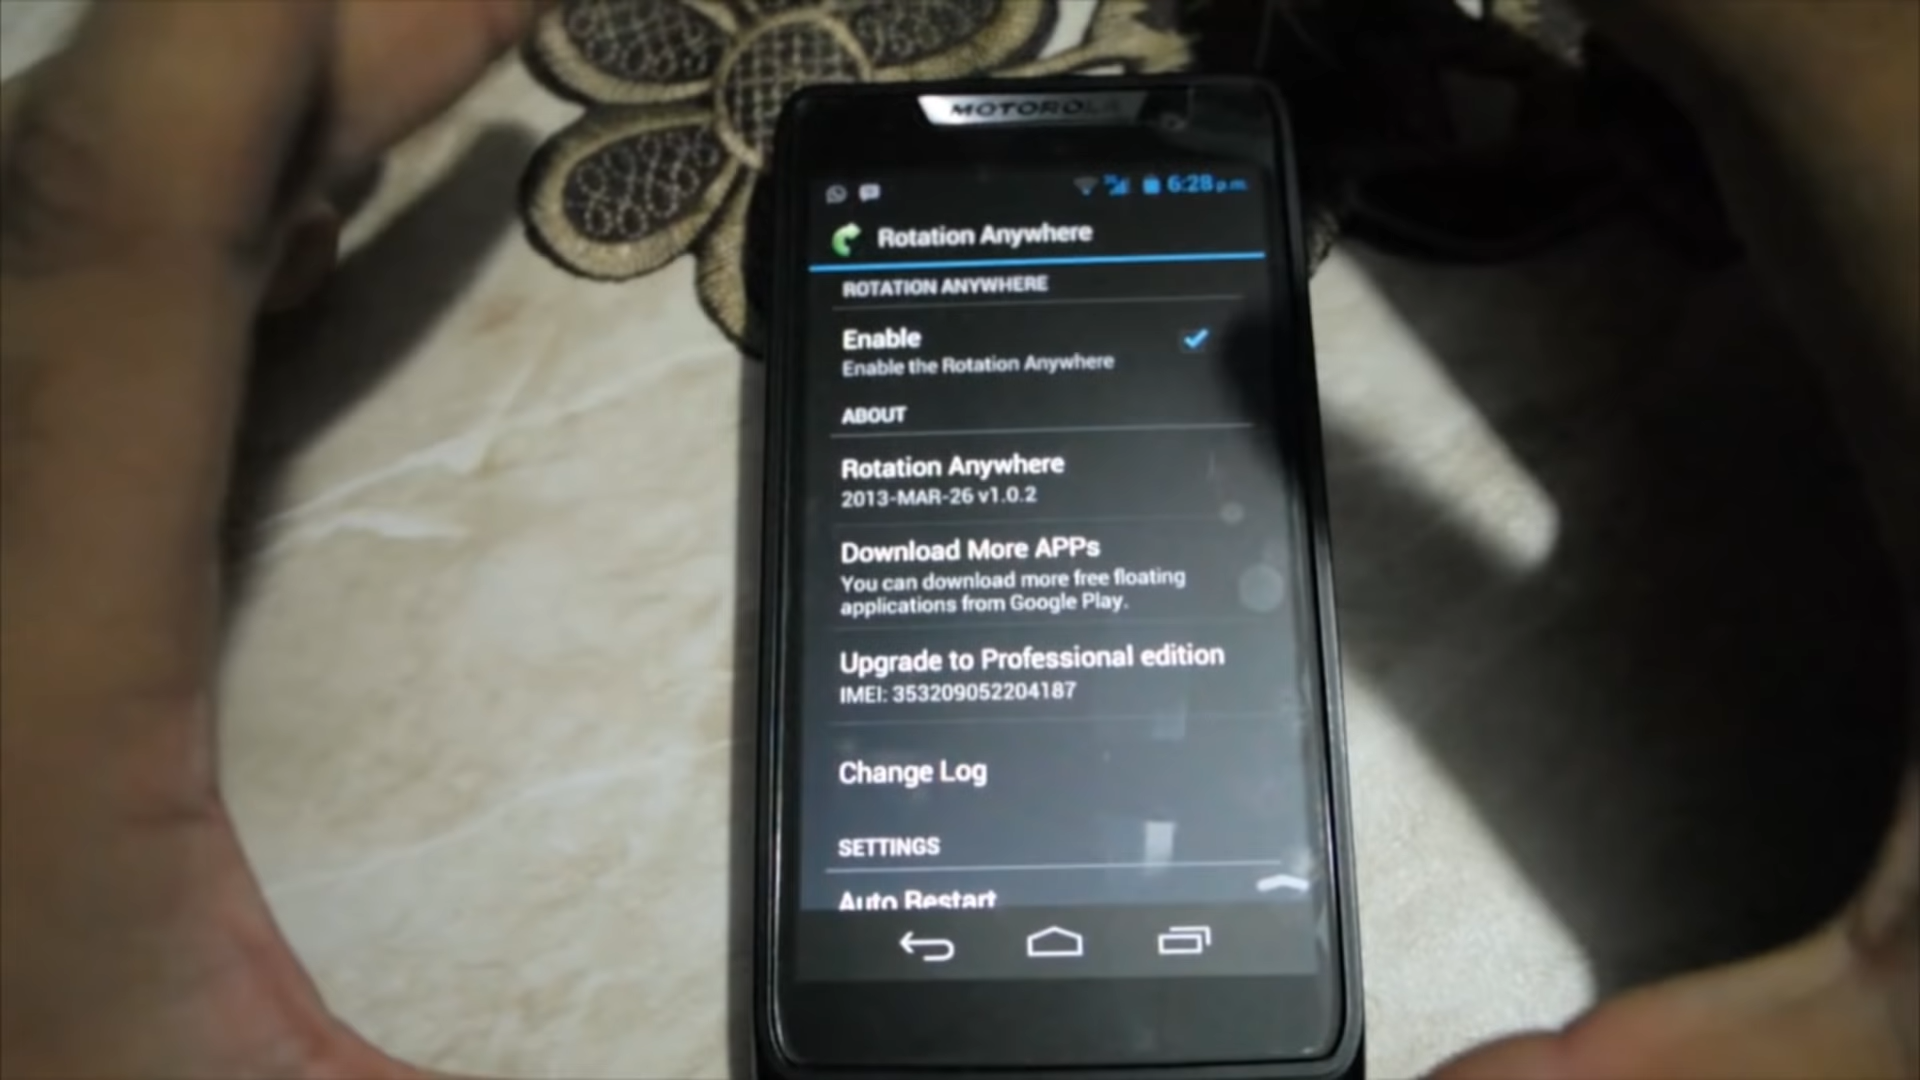 MOTOROLA
6:28 p.m.
Rotation Anywhere
ROTATION ANYWHERE
Enable
Enable the Rotation Anywhere
ABOUT
Rotation Anywhere
2013-MAR-26 v1.0.2
Download More APPs
You can download more free floating
applications from Google Play.
Upgrade to Professional edition
IMEI: 353209052204187
Change Log
SETTINGS
Auto Restart